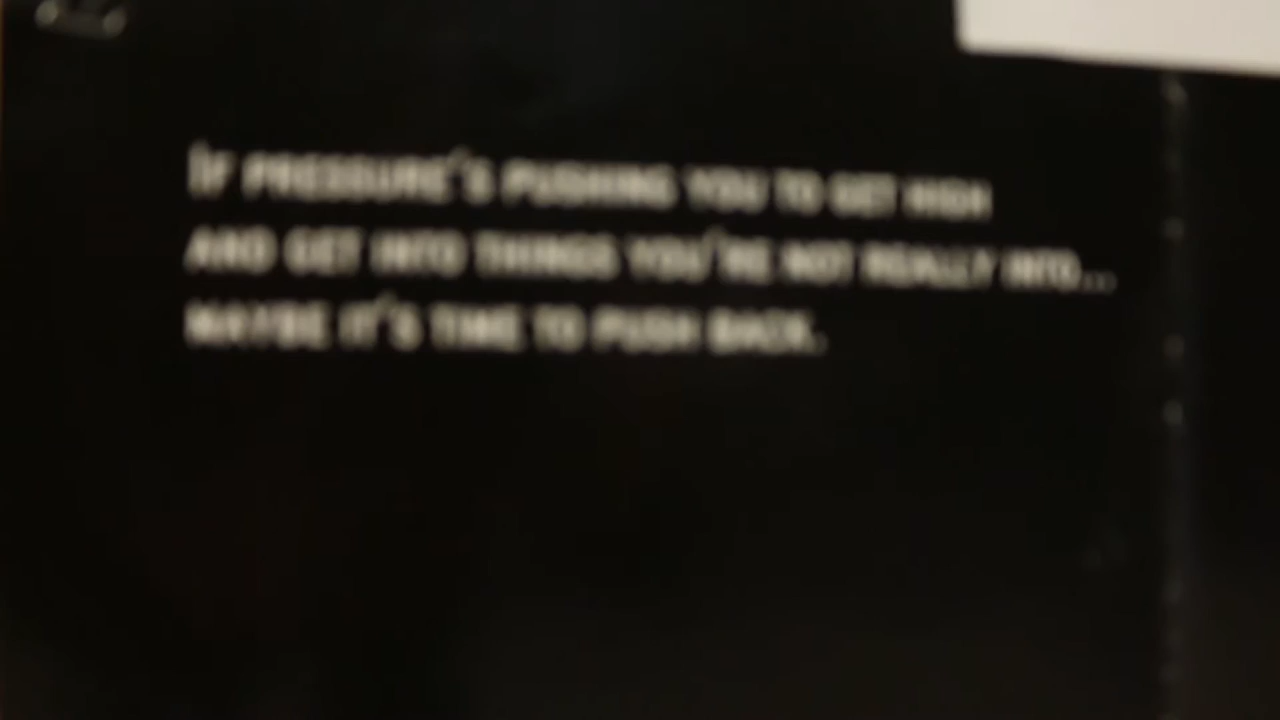 IF PRESSURE'S PUSHING YOU TO GET HIGH
AND GET INTO THINGS YOU'RE NOT REALLY INTO...
MAYBE IT'S TIME TO PUSH BACK.